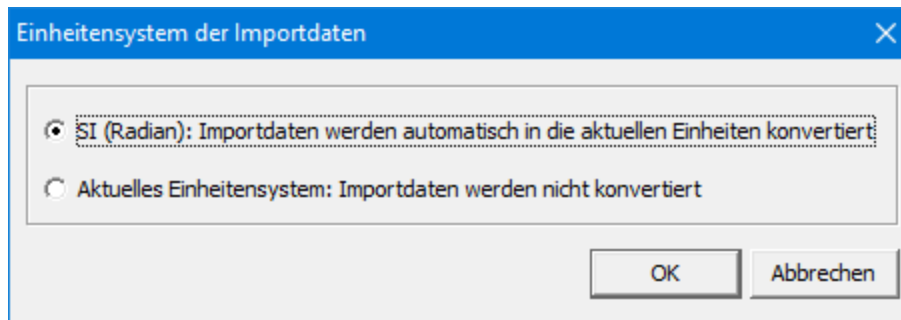 Einheitensystem der Importdaten
SI (Radian): Importdaten werden automatisch in die aktuellen Einheiten konvertiert
Aktuelles Einheitensystem: Importdaten werden nicht konvertiert
OK Abbrechen